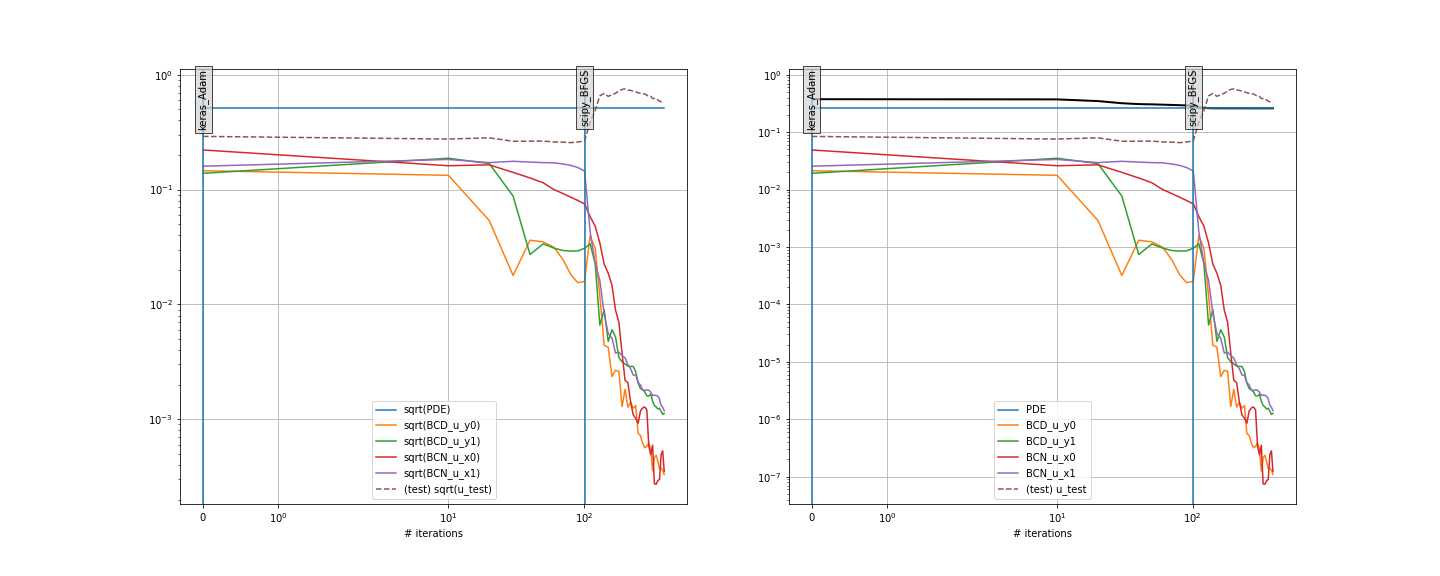 keras_Adam
scipy_BFGS
10⁰
10⁻¹
10⁻²
10⁻³
sqrt(PDE)
sqrt(BCD_u_y0)
sqrt(BCD_u_y1)
sqrt(BCN_u_x0)
sqrt(BCN_u_x1)
(test) sqrt(u_test)
0
10⁰
10¹
10²
# iterations
keras_Adam
scipy_BFGS
10⁰
10⁻¹
10⁻²
10⁻³
10⁻⁴
10⁻⁵
10⁻⁶
10⁻⁷
PDE
BCD_u_y0
BCD_u_y1
BCN_u_x0
BCN_u_x1
(test) u_test
0
10⁰
10¹
10²
# iterations